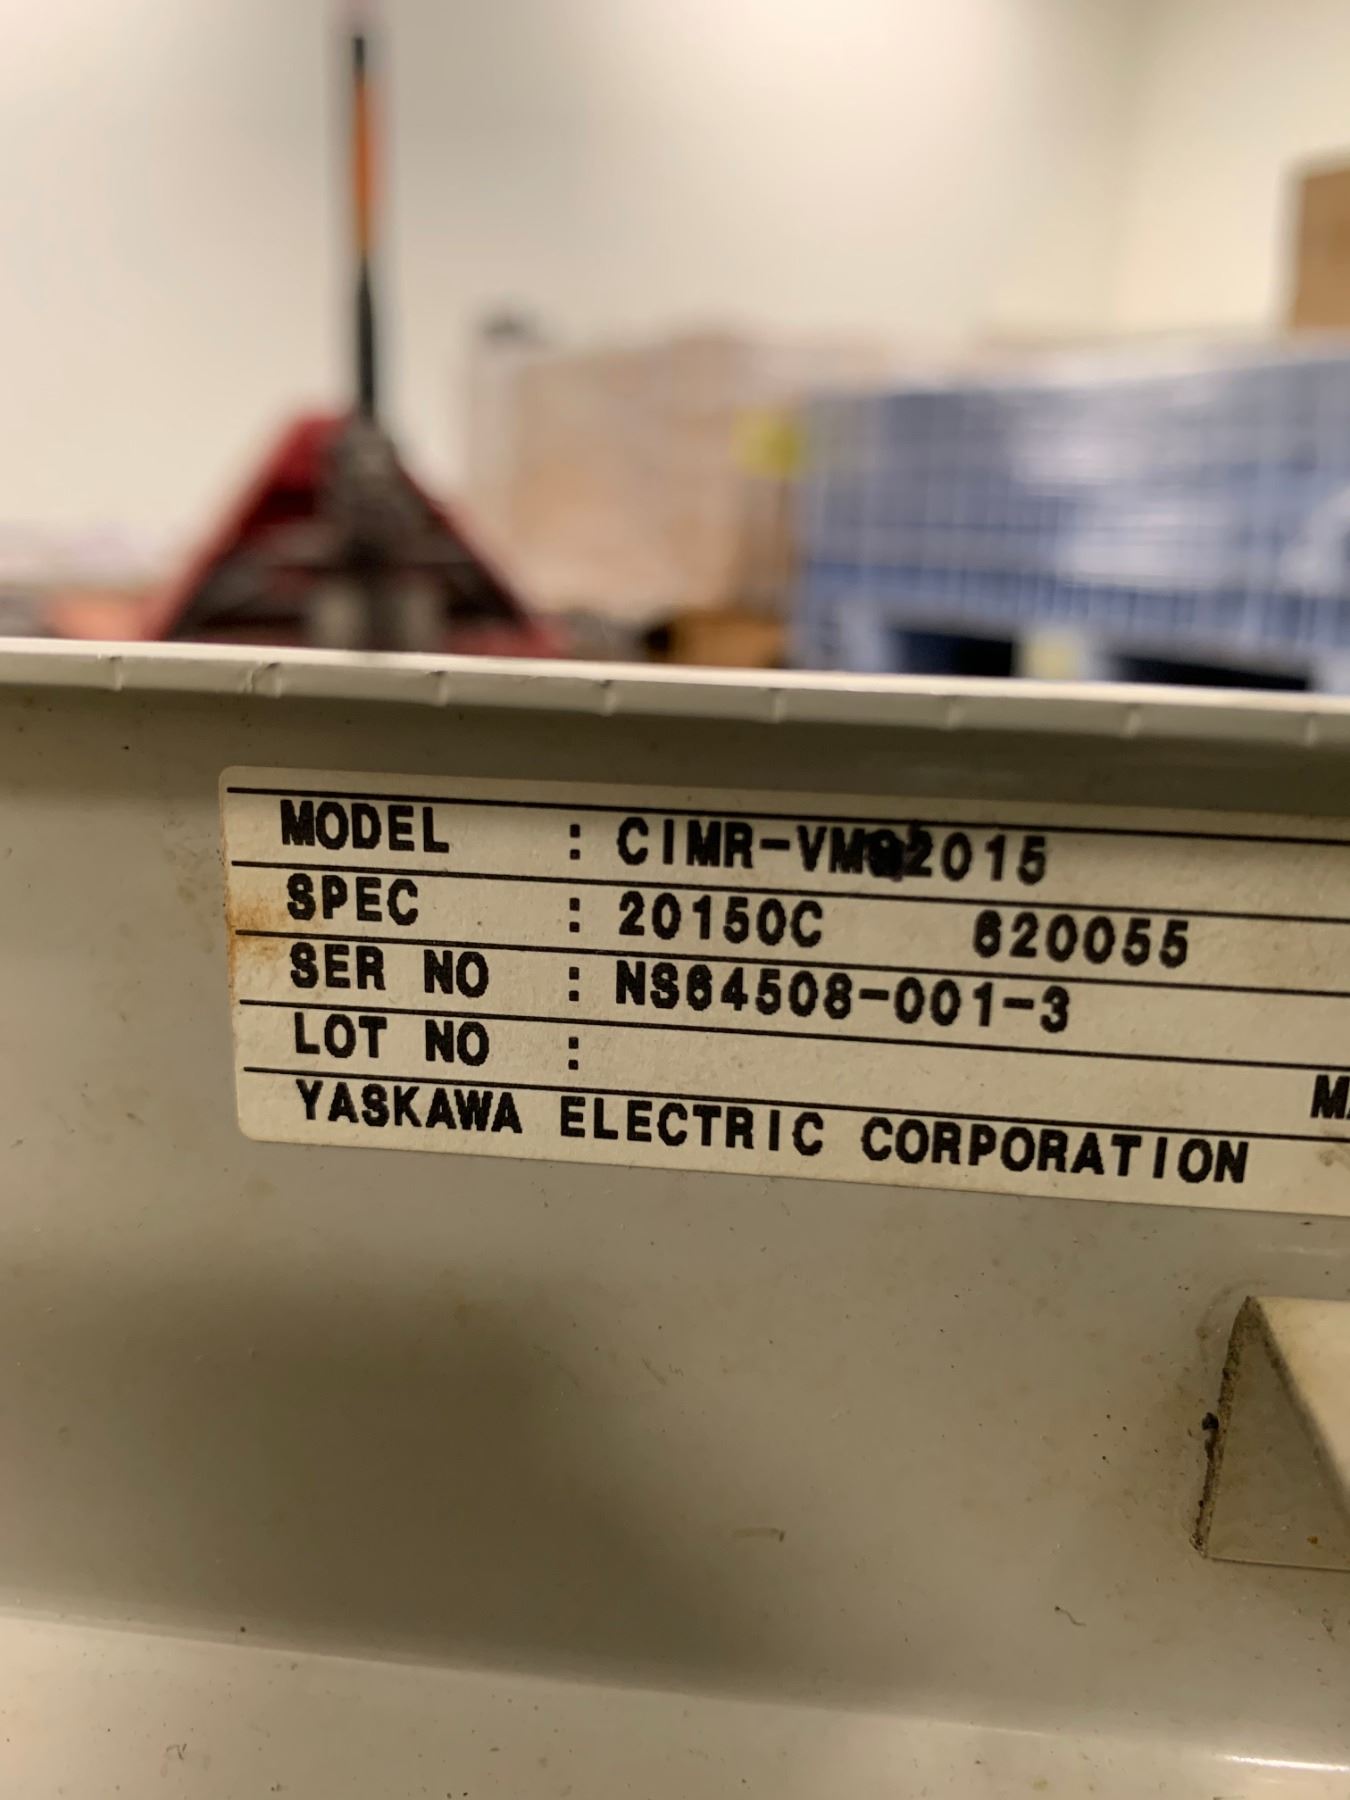 MODEL : CIMR-VMS2015
SPEC : 20150C 620055
SER NO : NS64508-001-3
LOT NO :
YASKAWA ELECTRIC CORPORATION